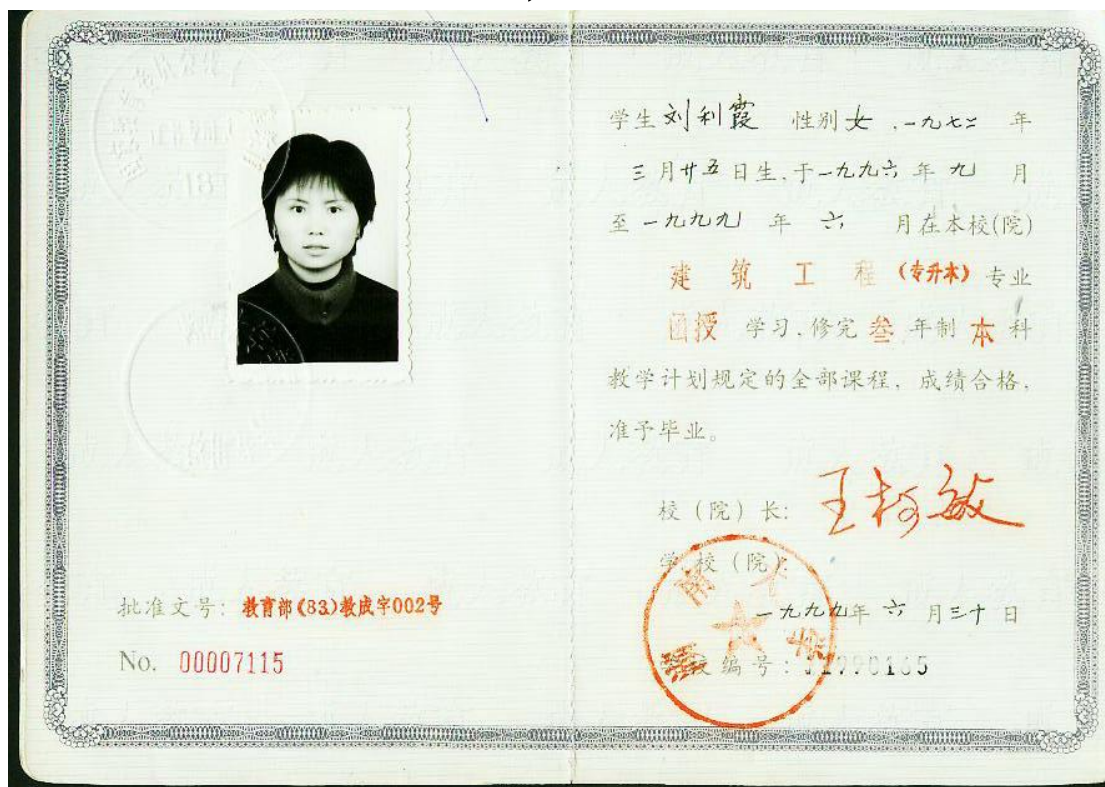 批准文号: 教育部(83)教成字002号
No. 00007115
学生刘利霞 性别女,一九七二 年
三月廿五日生,于一九九六年九 月
至一九九九 年 六 月在本校(院)
建筑工程(专升本)专业
函授 学习,修完叁年制本科
教学计划规定的全部课程,成绩合格,
准予毕业。
校(院)长: 王柯敏
学校(院):
湖南大学
一九九九年六月三十日